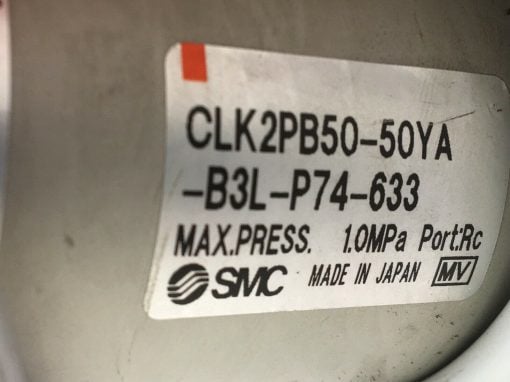 CLK2PB50-50YA
-B3L-P74-633
MAX.PRESS. 1.0MPa Port:Rc
SMC MADE IN JAPAN MV